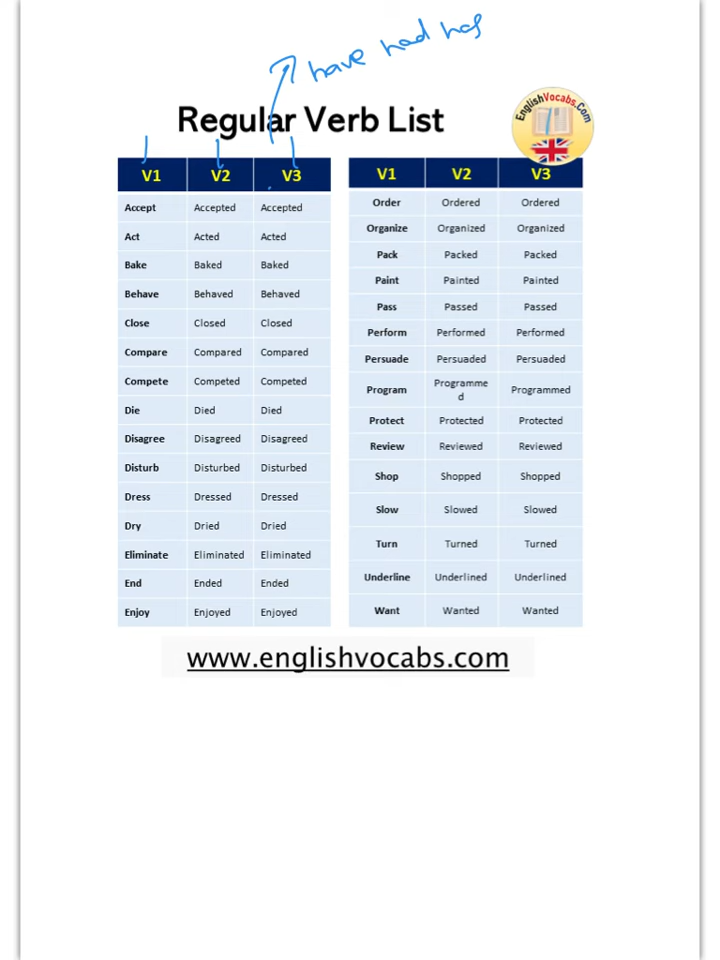 have had has
Regular Verb List
EnglishVocabs.Com
V1 V2 V3
Accept Accepted Accepted
Act Acted Acted
Bake Baked Baked
Behave Behaved Behaved
Close Closed Closed
Compare Compared Compared
Compete Competed Competed
Die Died Died
Disagree Disagreed Disagreed
Disturb Disturbed Disturbed
Dress Dressed Dressed
Dry Dried Dried
Eliminate Eliminated Eliminated
End Ended Ended
Enjoy Enjoyed Enjoyed
V1 V2 V3
Order Ordered Ordered
Organize Organized Organized
Pack Packed Packed
Paint Painted Painted
Pass Passed Passed
Perform Performed Performed
Persuade Persuaded Persuaded
Program Programme
d Programmed
Protect Protected Protected
Review Reviewed Reviewed
Shop Shopped Shopped
Slow Slowed Slowed
Turn Turned Turned
Underline Underlined Underlined
Want Wanted Wanted
www.englishvocabs.com